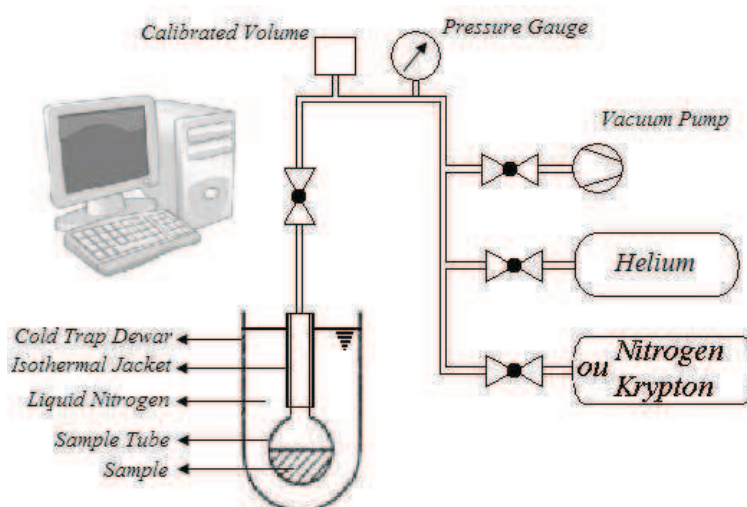 Calibrated Volume
Pressure Gauge
Vacuum Pump
Helium
ou Nitrogen
Krypton
Cold Trap Dewar
Isothermal Jacket
Liquid Nitrogen
Sample Tube
Sample